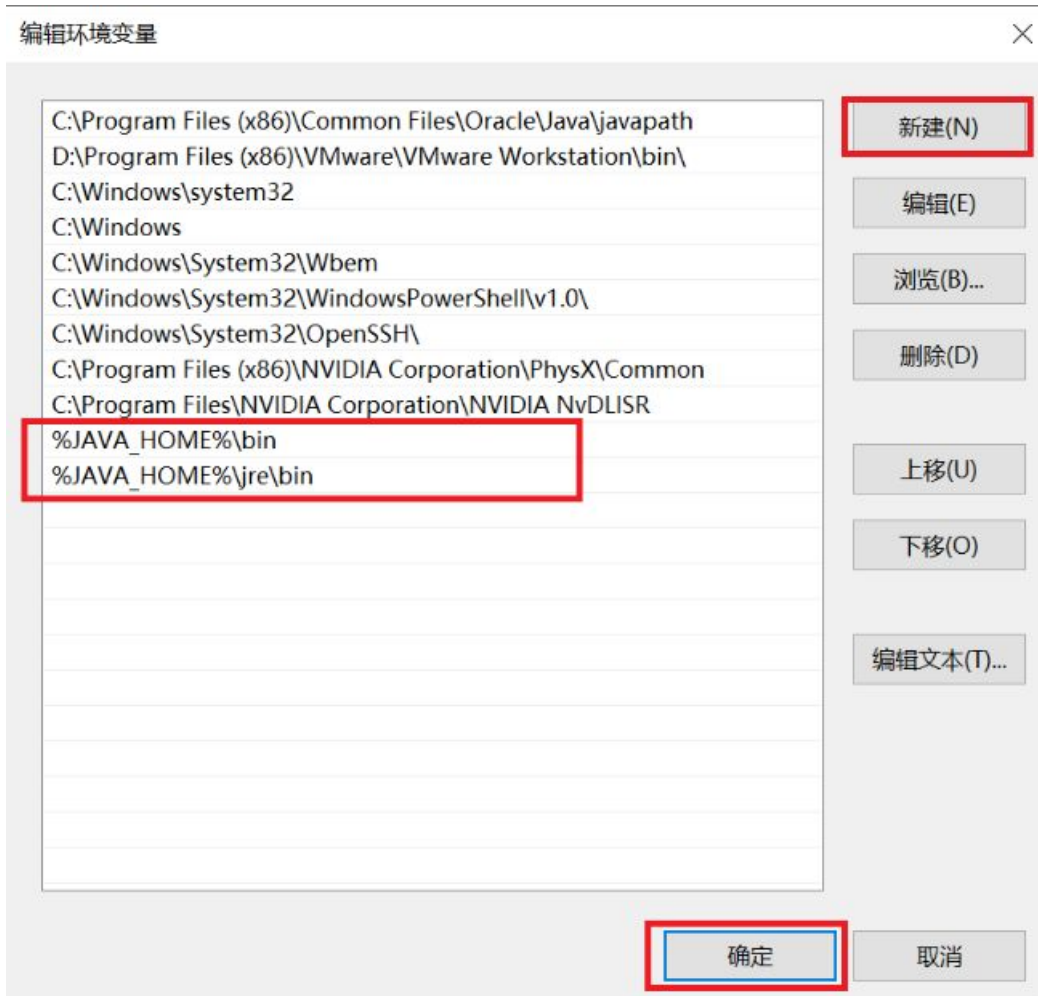 编辑环境变量
C:\Program Files (x86)\Common Files\Oracle\Java\javapath
D:\Program Files (x86)\VMware\VMware Workstation\bin\
C:\Windows\system32
C:\Windows
C:\Windows\System32\Wbem
C:\Windows\System32\WindowsPowerShell\v1.0\
C:\Windows\System32\OpenSSH\
C:\Program Files (x86)\NVIDIA Corporation\PhysX\Common
C:\Program Files\NVIDIA Corporation\NVIDIA NvDLISR
%JAVA_HOME%\bin
%JAVA_HOME%\jre\bin
新建(N)
编辑(E)
浏览(B)...
删除(D)
上移(U)
下移(O)
编辑文本(T)...
确定
取消